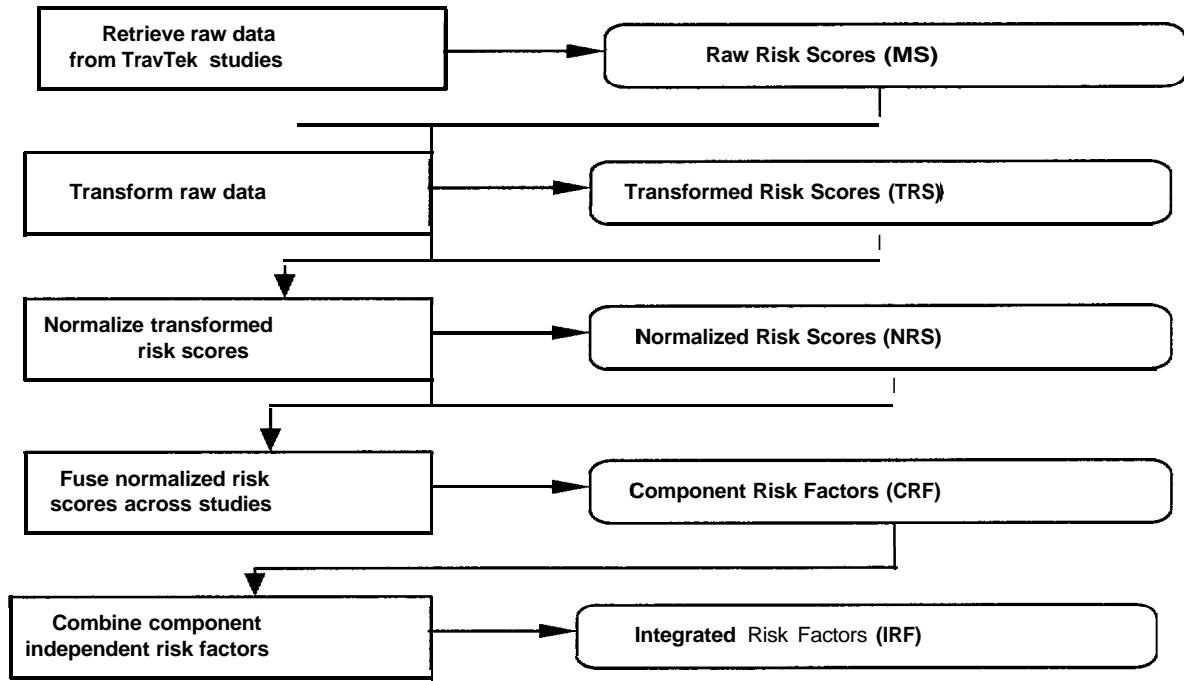 Retrieve raw data
from TravTek studies
Raw Risk Scores (MS)
Transform raw data
Transformed Risk Scores (TRS)
Normalize transformed
risk scores
Normalized Risk Scores (NRS)
Fuse normalized risk
scores across studies
Component Risk Factors (CRF)
Combine component
independent risk factors
Integrated Risk Factors (IRF)